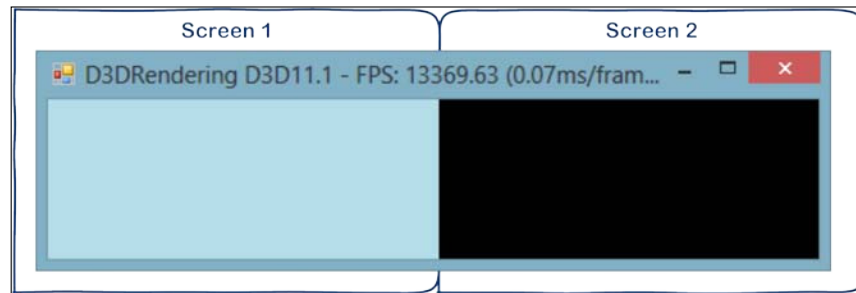 Screen 1
Screen 2
D3DRendering D3D11.1 - FPS: 13369.63 (0.07ms/fram...